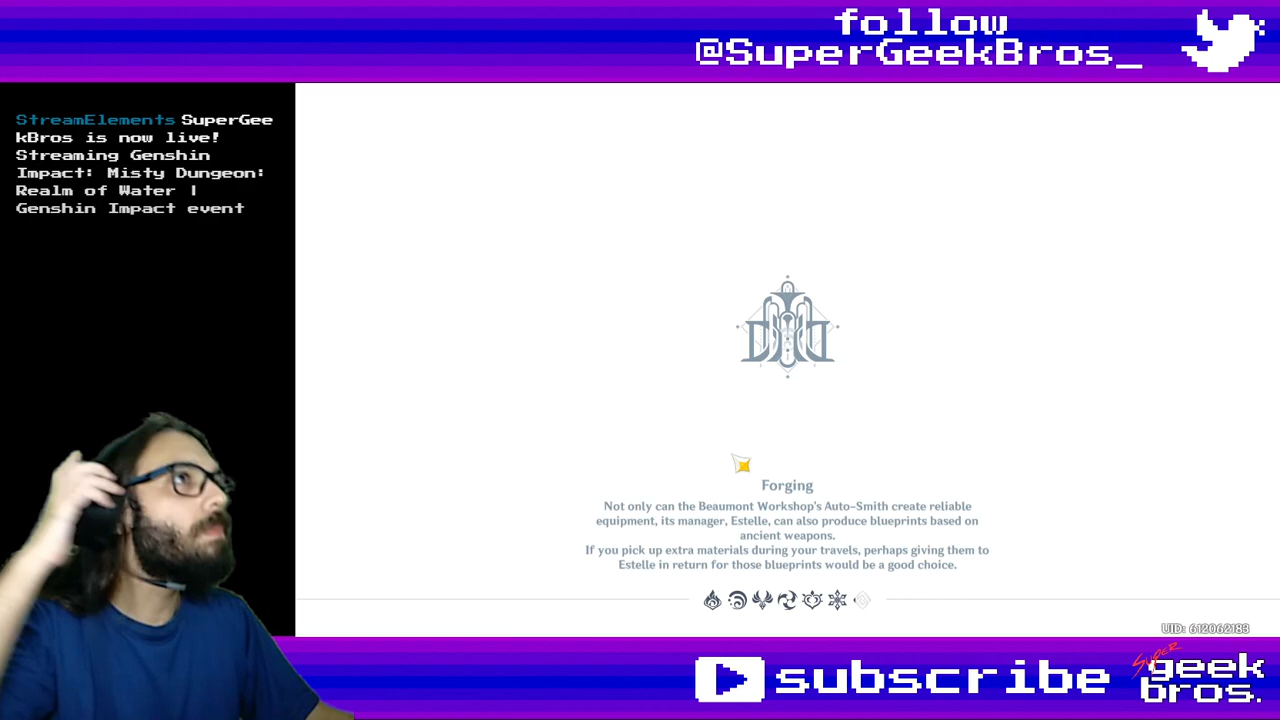 follow
@SuperGeekBros_
StreamElements SuperGee
kBros is now live!
Streaming Genshin
Impact: Misty Dungeon:
Realm of Water |
Genshin Impact event
Forging
Not only can the Beaumont Workshop's Auto-Smith create reliable
equipment, its manager, Estelle, can also produce blueprints based on
ancient weapons.
If you pick up extra materials during your travels, perhaps giving them to
Estelle in return for those blueprints would be a good choice.
UID: 612062183
subscribe
super
geek
bros.